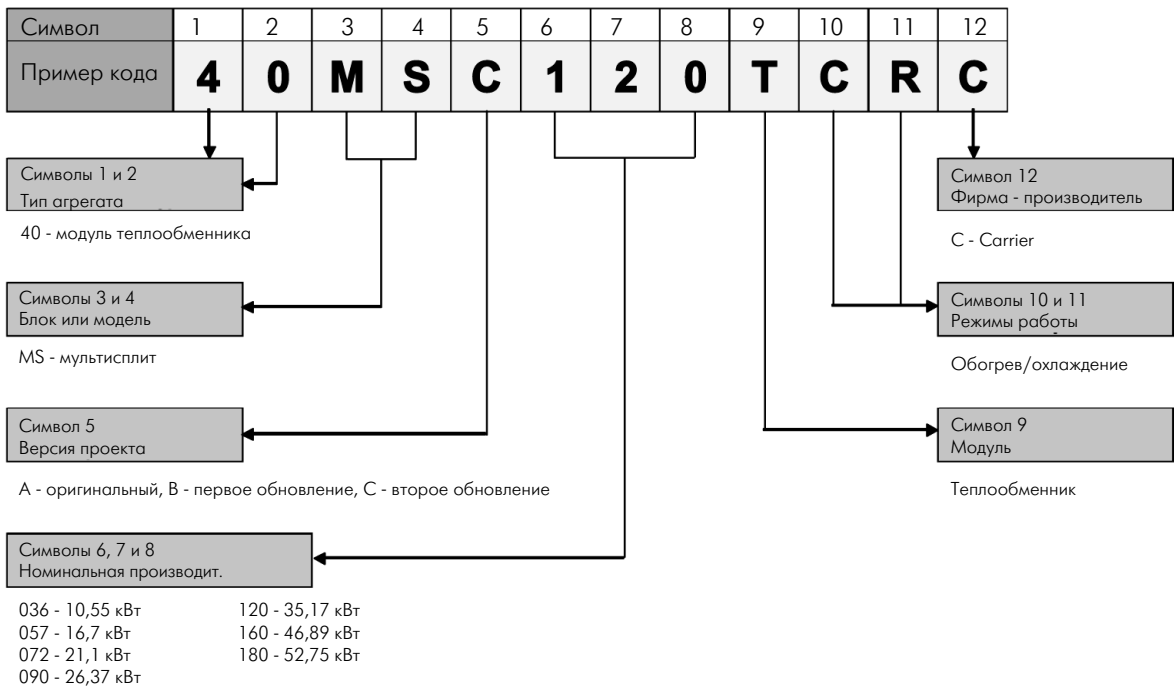 Символ 1 2 3 4 5 6 7 8 9 10 11 12
Пример кода 4 0 M S C 1 2 0 T C R C
Символы 1 и 2
Тип агрегата
40 - модуль теплообменника
Символ 12
Фирма - производитель
C - Carrier
Символы 3 и 4
Блок или модель
MS - мультисплит
Символы 10 и 11
Режимы работы
Обогрев/охлаждение
Символ 5
Версия проекта
A - оригинальный, B - первое обновление, C - второе обновление
Символ 9
Модуль
Теплообменник
Символы 6, 7 и 8
Номинальная производит.
036 - 10,55 кВт
057 - 16,7 кВт
072 - 21,1 кВт
090 - 26,37 кВт
120 - 35,17 кВт
160 - 46,89 кВт
180 - 52,75 кВт